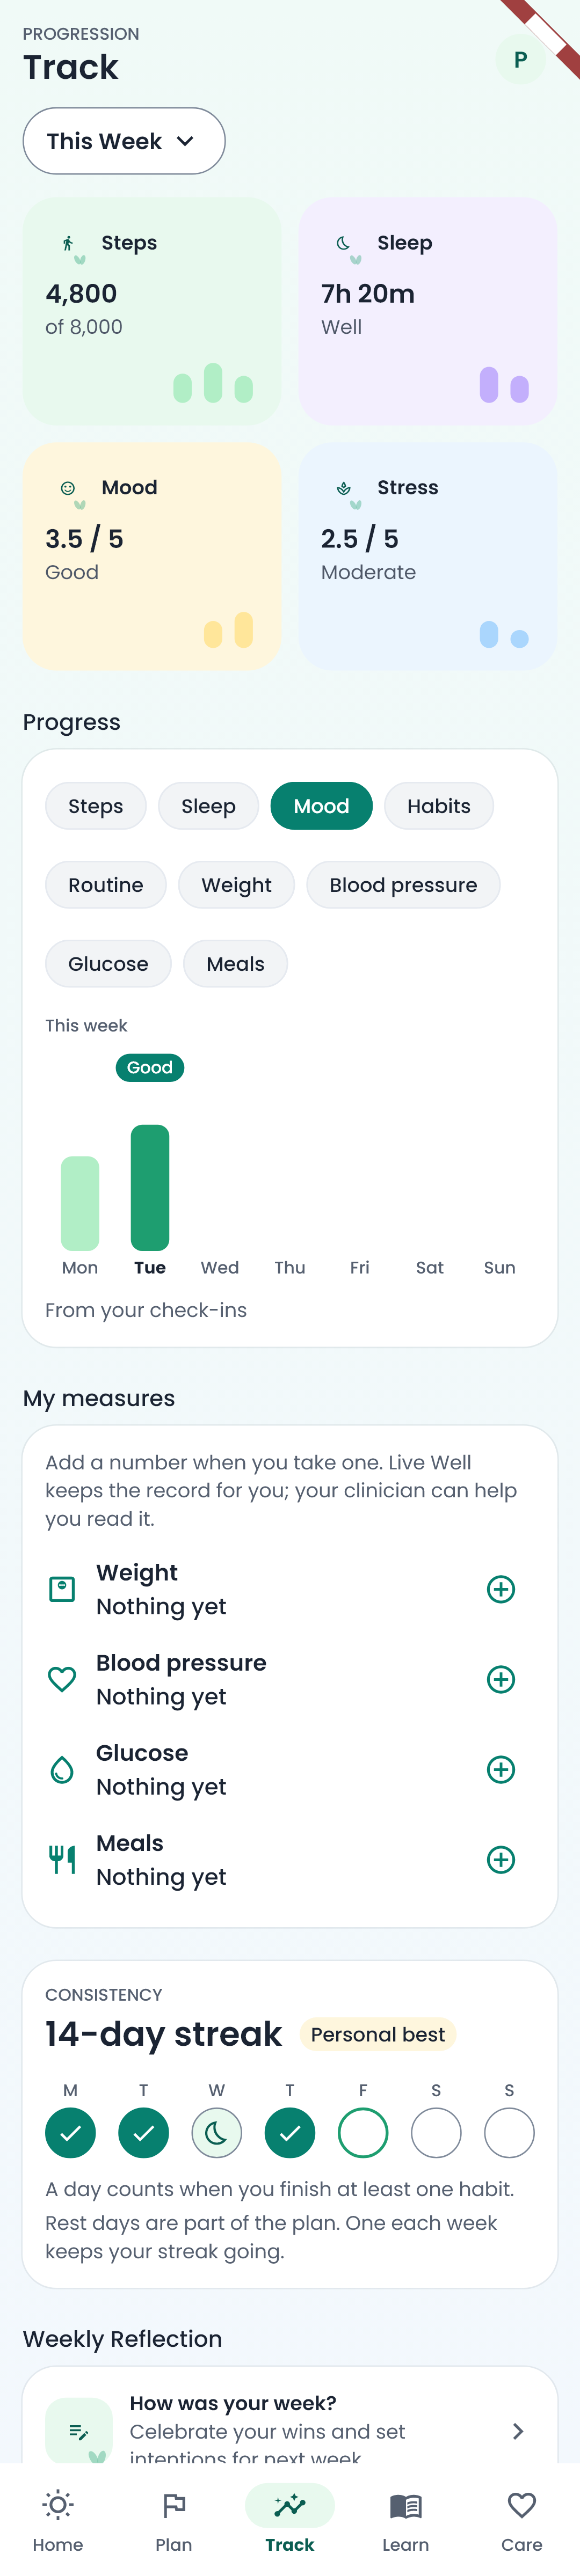 PROGRESSION
Track
P
This Week
Steps
4,800
of 8,000
Sleep
7h 20m
Well
Mood
3.5 / 5
Good
Stress
2.5 / 5
Moderate
Progress
Steps
Sleep
Mood
Habits
Routine
Weight
Blood pressure
Glucose
Meals
This week
Good
Mon
Tue
Wed
Thu
Fri
Sat
Sun
From your check-ins
My measures
Add a number when you take one. Live Well
keeps the record for you; your clinician can help
you read it.
Weight
Nothing yet
Blood pressure
Nothing yet
Glucose
Nothing yet
Meals
Nothing yet
CONSISTENCY
14-day streak
Personal best
M
T
W
T
F
S
S
A day counts when you finish at least one habit.
Rest days are part of the plan. One each week
keeps your streak going.
Weekly Reflection
How was your week?
Celebrate your wins and set
intentions for next week
Home
Plan
Track
Learn
Care